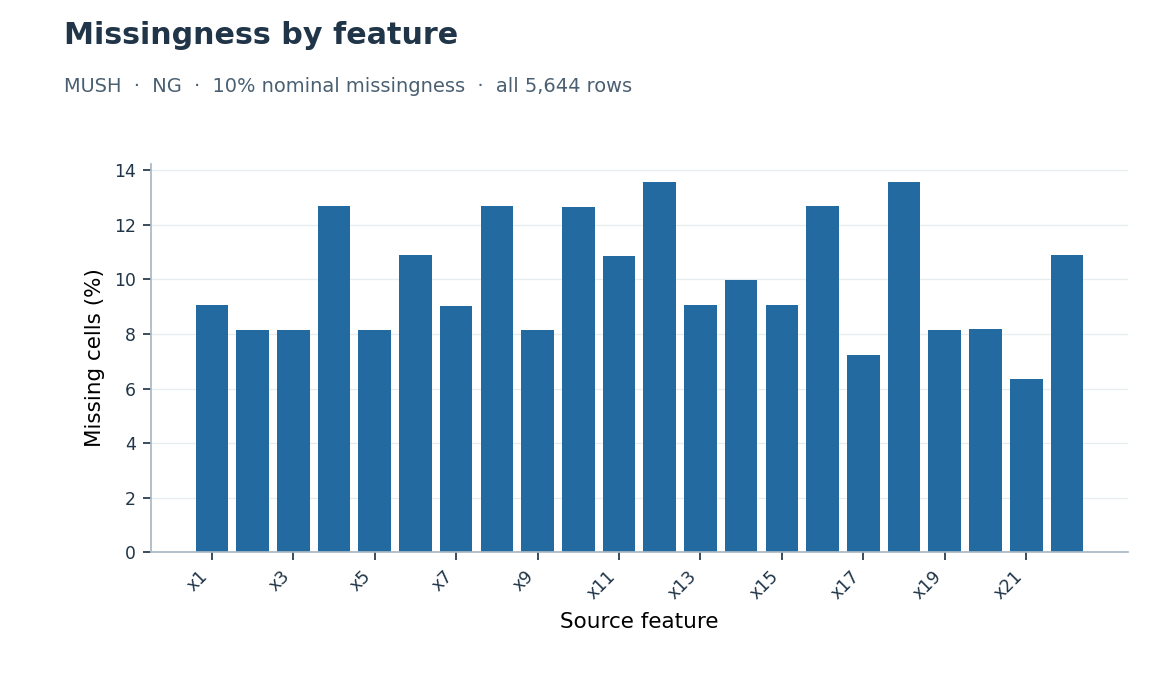 Missingness by feature
MUSH · NG · 10% nominal missingness · all 5,644 rows
14
12
10
8
6
4
2
0
Missing cells (%)
x1 x3 x5 x7 x9 x11 x13 x15 x17 x19 x21
Source feature